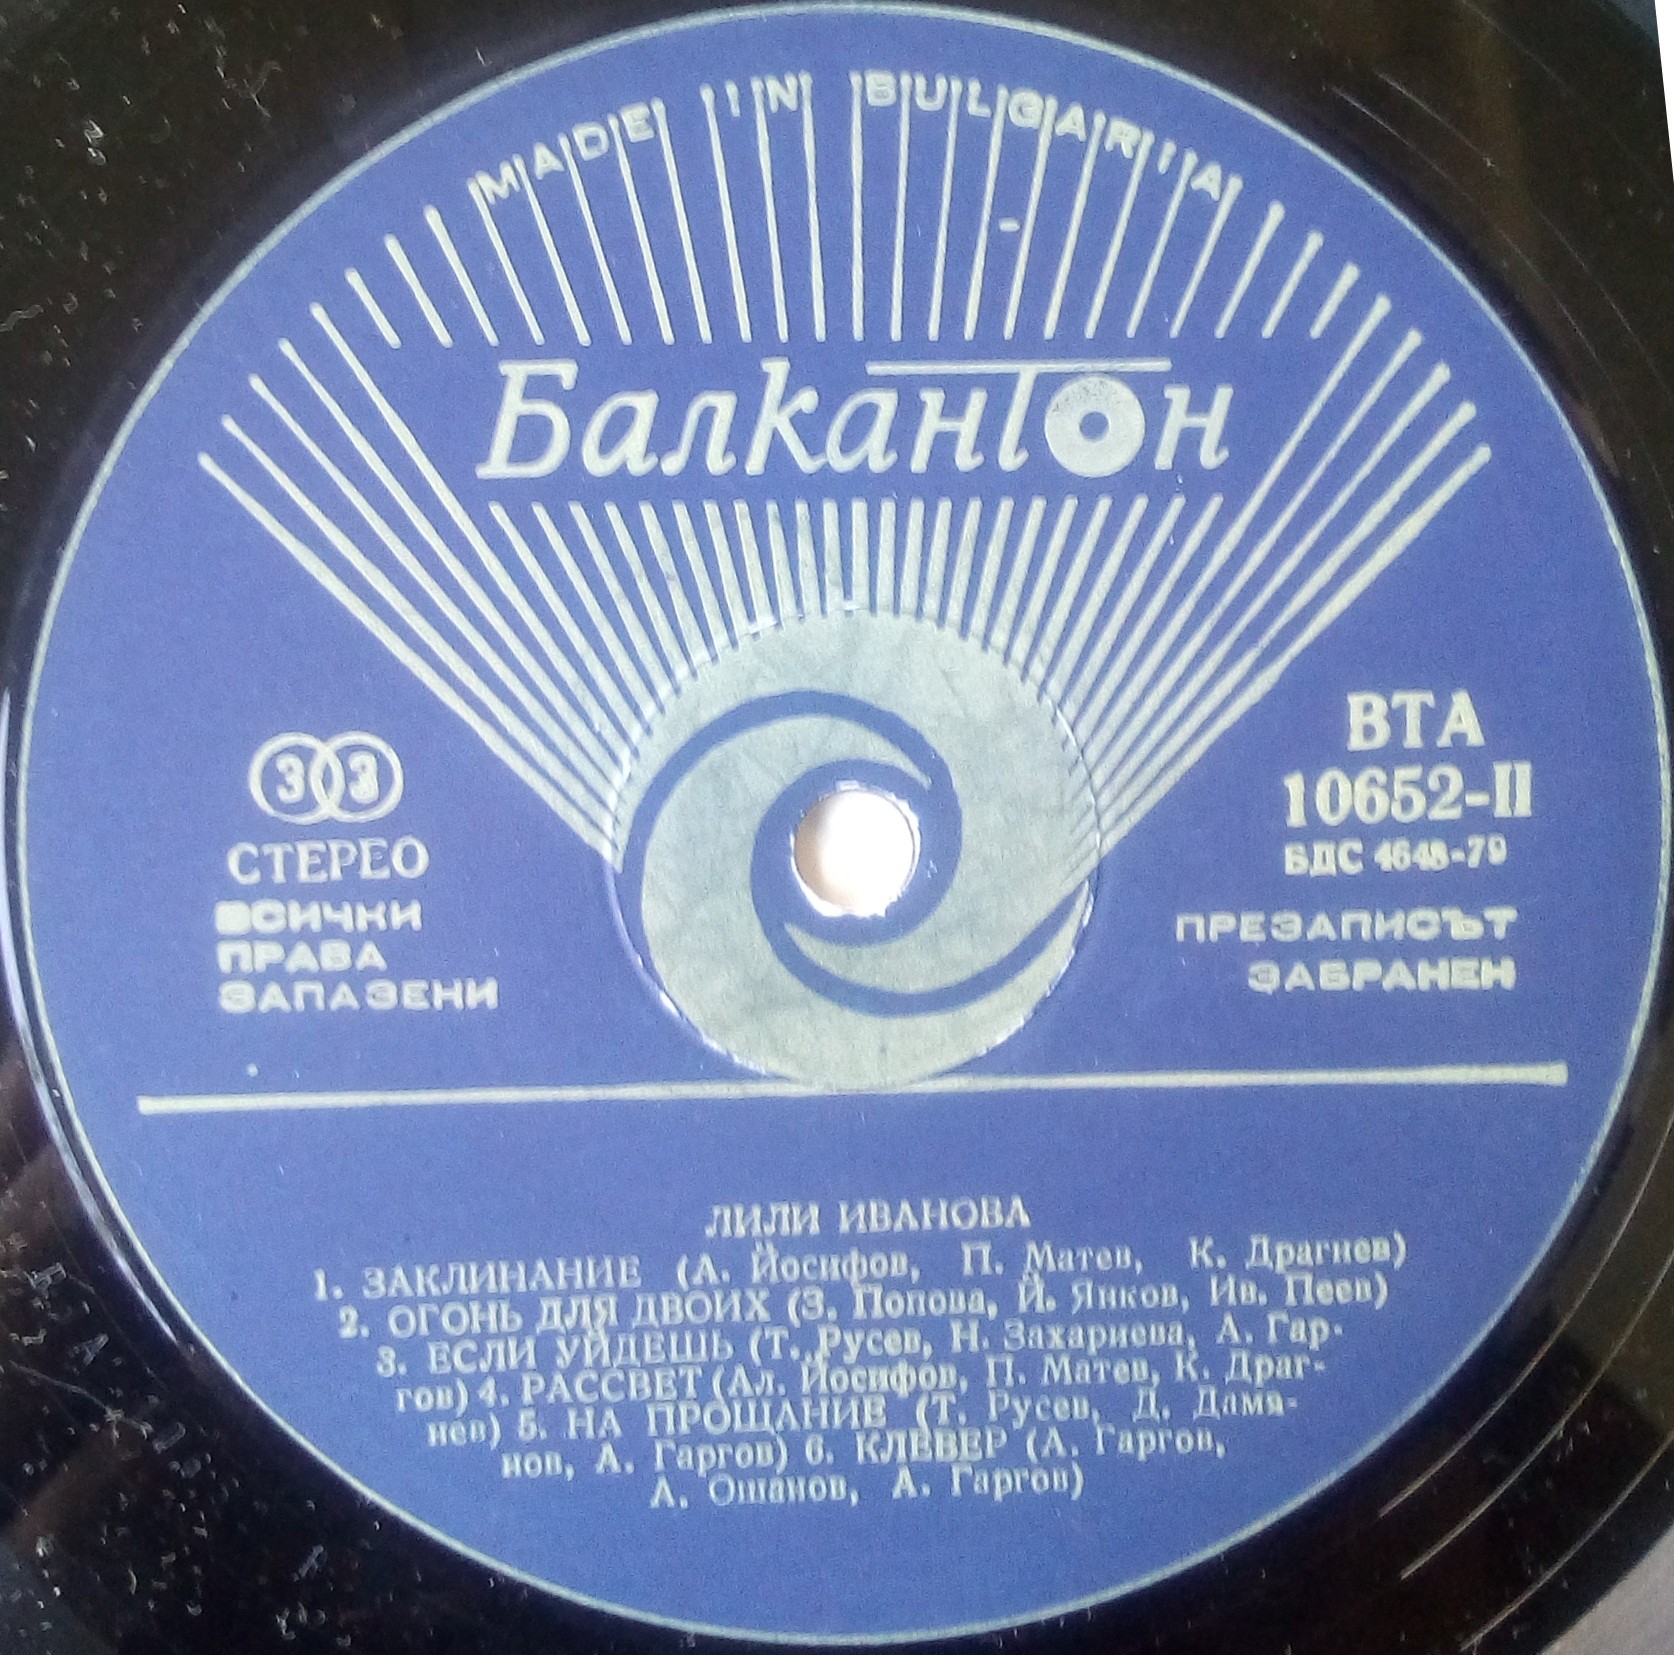 MADE IN BULGARIA
Балкантон
33
СТЕРЕО
ВСИЧКИ
ПРАВА
ЗАПАЗЕНИ
ВТА
10652-II
БДС 4648-79
ПРЕЗАПИСЪТ
ЗАБРАНЕН
ЛИЛИ ИВАНОВА
1. ЗАКЛИНАНИЕ (А. Йосифов, П. Матев, К. Драгнев)
2. ОГОНЬ ДЛЯ ДВОИХ (З. Попова, Й. Янков, Ив. Пеев)
3. ЕСЛИ УЙДЕШЬ (Т. Русев, Н. Захариева, А. Гар-
гов) 4. РАССВЕТ (Ал. Йосифов, П. Матев, К. Драг-
нев) 5. НА ПРОЩАНИЕ (Т. Русев, Д. Дамя-
нов, А. Гаргов) 6. КЛЕВЕР (А. Гаргов,
А. Ошанов, А. Гаргов)